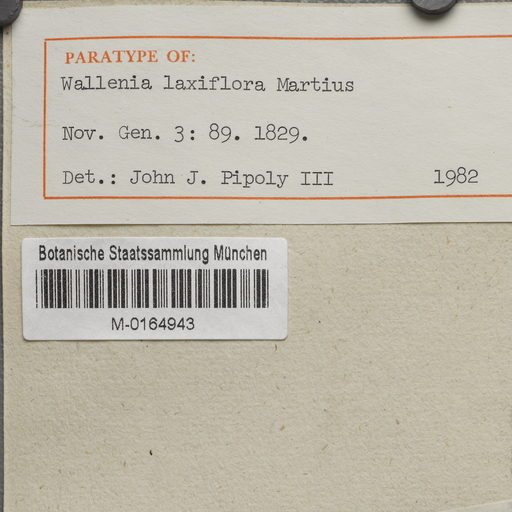 PARATYPE OF:
Wallenia laxiflora Martius
Nov. Gen. 3: 89. 1829.
Det.: John J. Pipoly III 1982
Botanische Staatssammlung München
M-0164943